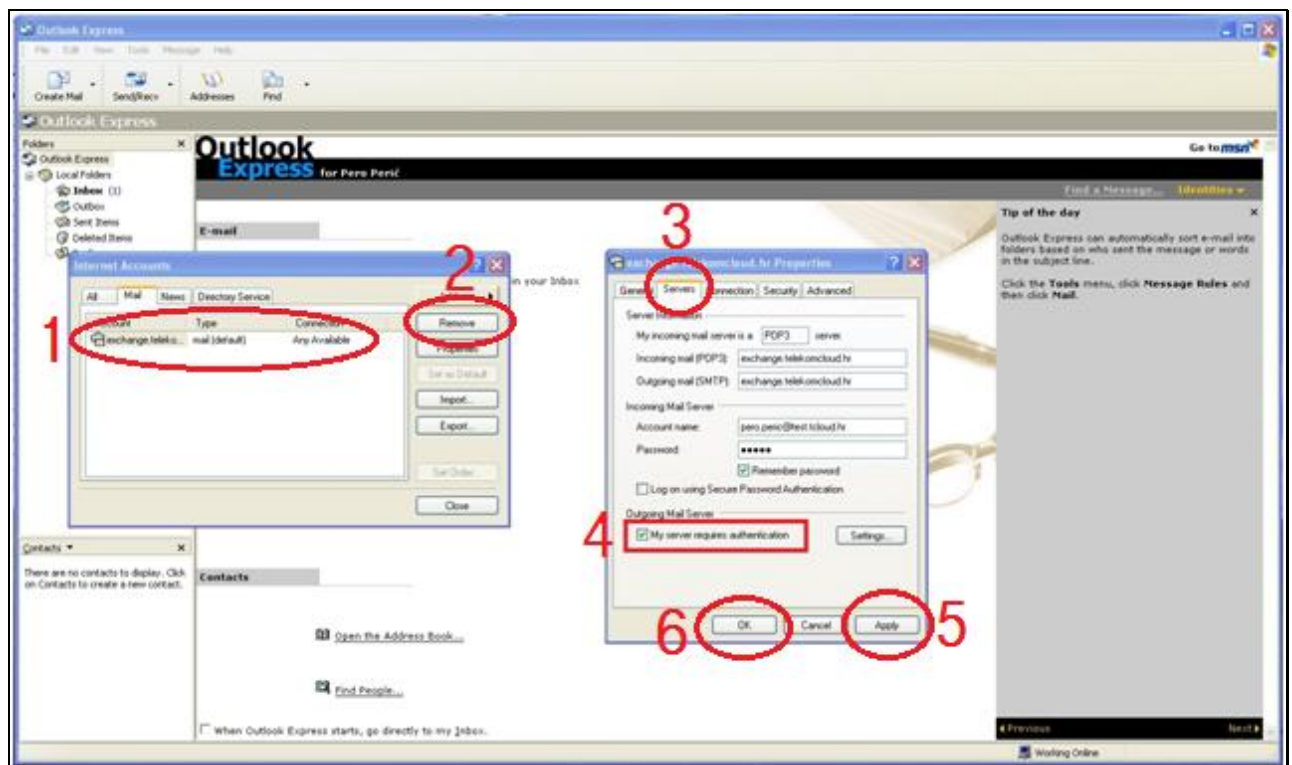 Outlook Express
File Edit View Tools Message Help
Create Mail Send/Recv Addresses Find
Outlook Express
Folders
Outlook Express
Local Folders
Inbox (1)
Outbox
Sent Items
Deleted Items
Outlook
Express for Pero Perić
Go to msn
Find a Message... Identities
E-mail
in your Inbox
Tip of the day
Outlook Express can automatically sort e-mail into
folders based on who sent the message or words
in the subject line.
Click the Tools menu, click Message Rules and
then click Mail.
1
2
Internet Accounts
All Mail News Directory Service
Type Connection
exchange.teleko... mail (default) Any Available
Remove
Properties
Set as Default
Import...
Export...
Set Order...
Close
3
Properties
Servers Connection Security Advanced
Server Information
My incoming mail server is a POP3 server.
Incoming mail (POP3): exchange.telekomcloud.hr
Outgoing mail (SMTP): exchange.telekomcloud.hr
Incoming Mail Server
Account name: pero.peric@test.tcloud.hr
Password: •••••
Remember password
Log on using Secure Password Authentication
Outgoing Mail Server
4
My server requires authentication Settings...
6
OK Cancel Apply
5
Contacts
There are no contacts to display. Click
on Contacts to create a new contact.
Contacts
Open the Address Book...
Find People...
When Outlook Express starts, go directly to my Inbox.
Previous Next
Working Online